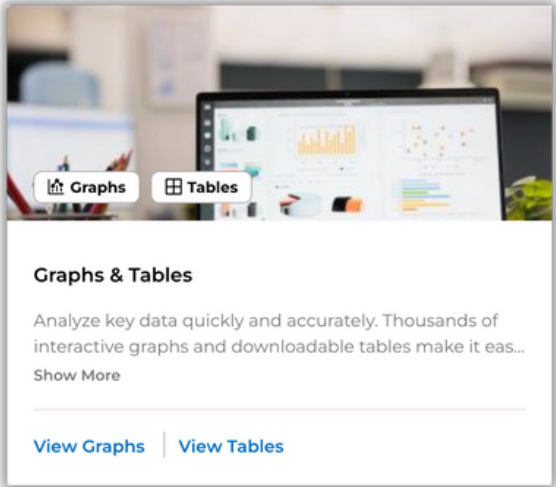 Graphs
Tables
Graphs & Tables
Analyze key data quickly and accurately. Thousands of
interactive graphs and downloadable tables make it eas...
Show More
View Graphs
View Tables